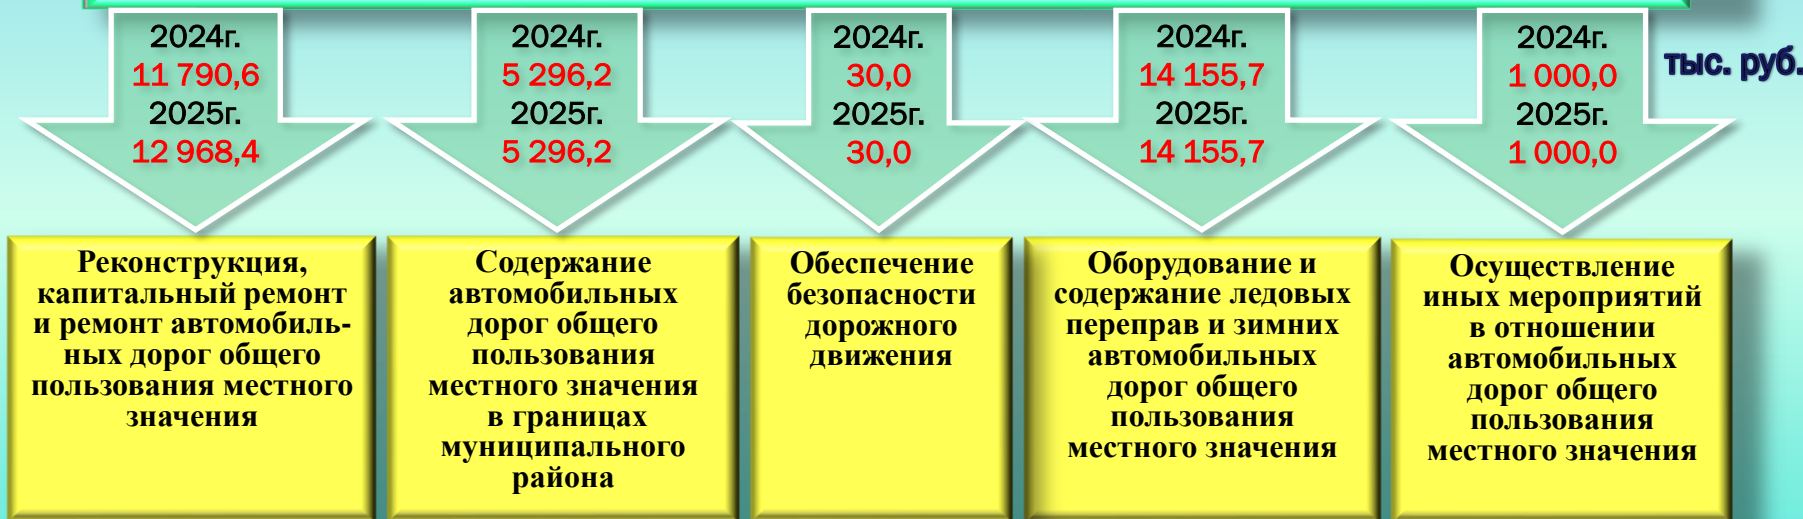 2024г.
11 790,6
2025г.
12 968,4
2024г.
5 296,2
2025г.
5 296,2
2024г.
30,0
2025г.
30,0
2024г.
14 155,7
2025г.
14 155,7
2024г.
1 000,0
2025г.
1 000,0
тыс. руб.
Реконструкция,
капитальный ремонт
и ремонт автомобиль-
ных дорог общего
пользования местного
значения
Содержание
автомобильных
дорог общего
пользования
местного значения
в границах
муниципального
района
Обеспечение
безопасности
дорожного
движения
Оборудование и
содержание ледовых
переправ и зимних
автомобильных
дорог общего
пользования
местного значения
Осуществление
иных мероприятий
в отношении
автомобильных
дорог общего
пользования
местного значения